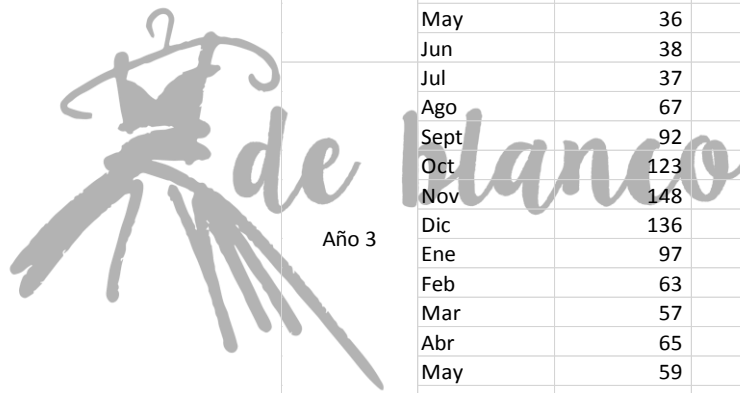 May 36
Jun 38
Jul 37
Ago 67
Sept 92
de blanco
Oct 123
Nov 148
Dic 136
Año 3
Ene 97
Feb 63
Mar 57
Abr 65
May 59